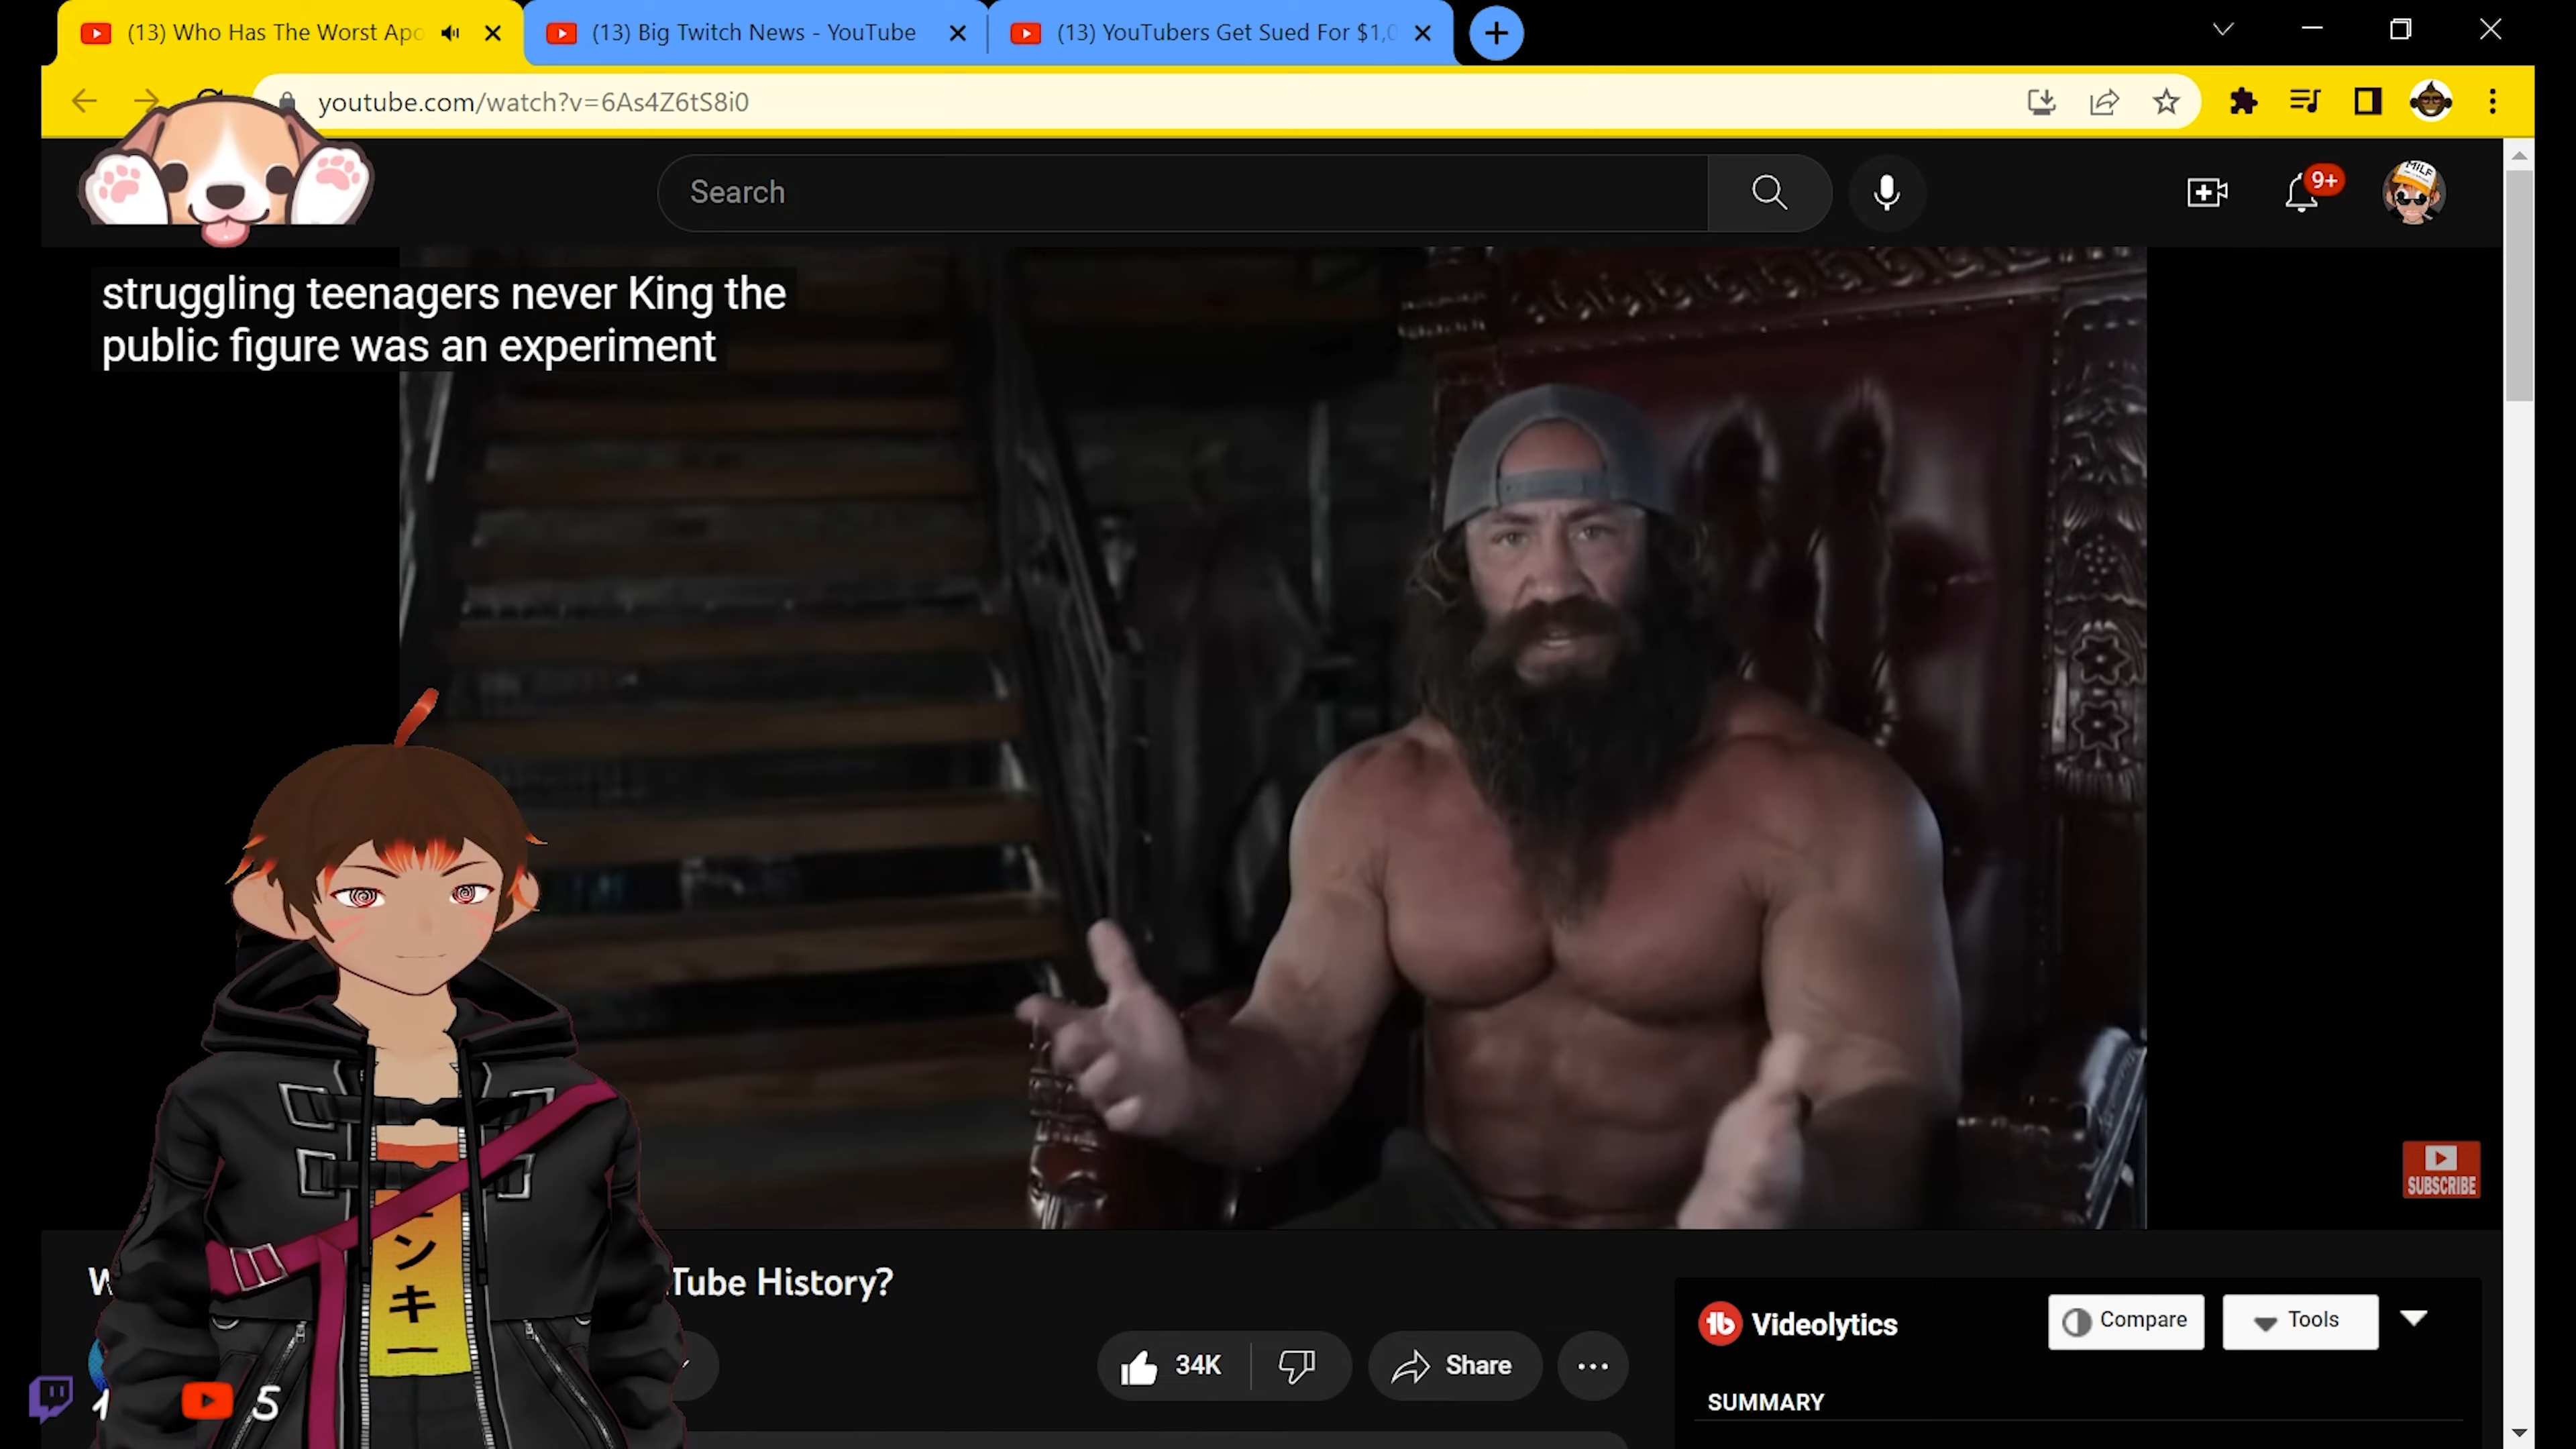 (13) Who Has The Worst Apo
(13) Big Twitch News - YouTube
(13) YouTubers Get Sued For $1,0
youtube.com/watch?v=6As4Z6tS8i0
Search
9+
MILF
struggling teenagers never King the
public figure was an experiment
SUBSCRIBE
Tube History?
ンキー
34K
Share
Videolytics
Compare
Tools
SUMMARY
1
5